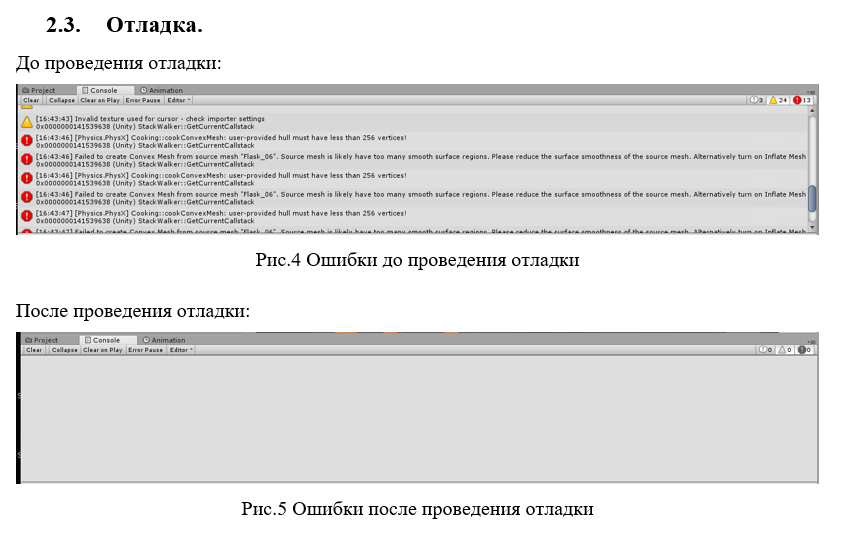 2.3. Отладка.
До проведения отладки:
Project Console Animation
Clear Collapse Clear on Play Error Pause Editor 3 24 13
[16:43:43] Invalid texture used for cursor - check importer settings
0x0000000141539638 (Unity) StackWalker::GetCurrentCallstack
[16:43:46] [Physics.PhysX] Cooking::cookConvexMesh: user-provided hull must have less than 256 vertices!
0x0000000141539638 (Unity) StackWalker::GetCurrentCallstack
[16:43:46] Failed to create Convex Mesh from source mesh "Flask_06". Source mesh is likely have too many smooth surface regions. Please reduce the surface smoothness of the source mesh. Alternatively turn on Inflate Mesh
0x0000000141539638 (Unity) StackWalker::GetCurrentCallstack
[16:43:46] [Physics.PhysX] Cooking::cookConvexMesh: user-provided hull must have less than 256 vertices!
0x0000000141539638 (Unity) StackWalker::GetCurrentCallstack
[16:43:46] Failed to create Convex Mesh from source mesh "Flask_06". Source mesh is likely have too many smooth surface regions. Please reduce the surface smoothness of the source mesh. Alternatively turn on Inflate Mesh
0x0000000141539638 (Unity) StackWalker::GetCurrentCallstack
[16:43:47] [Physics.PhysX] Cooking::cookConvexMesh: user-provided hull must have less than 256 vertices!
0x0000000141539638 (Unity) StackWalker::GetCurrentCallstack
[16:43:47] Failed to create Convex Mesh from source mesh "Flask_06". Source mesh is likely have too many smooth surface regions. Please reduce the surface smoothness of the source mesh. Alternatively turn on Inflate Mesh
Рис.4 Ошибки до проведения отладки
После проведения отладки:
Project Console Animation
Clear Collapse Clear on Play Error Pause Editor 0 0 0
Рис.5 Ошибки после проведения отладки